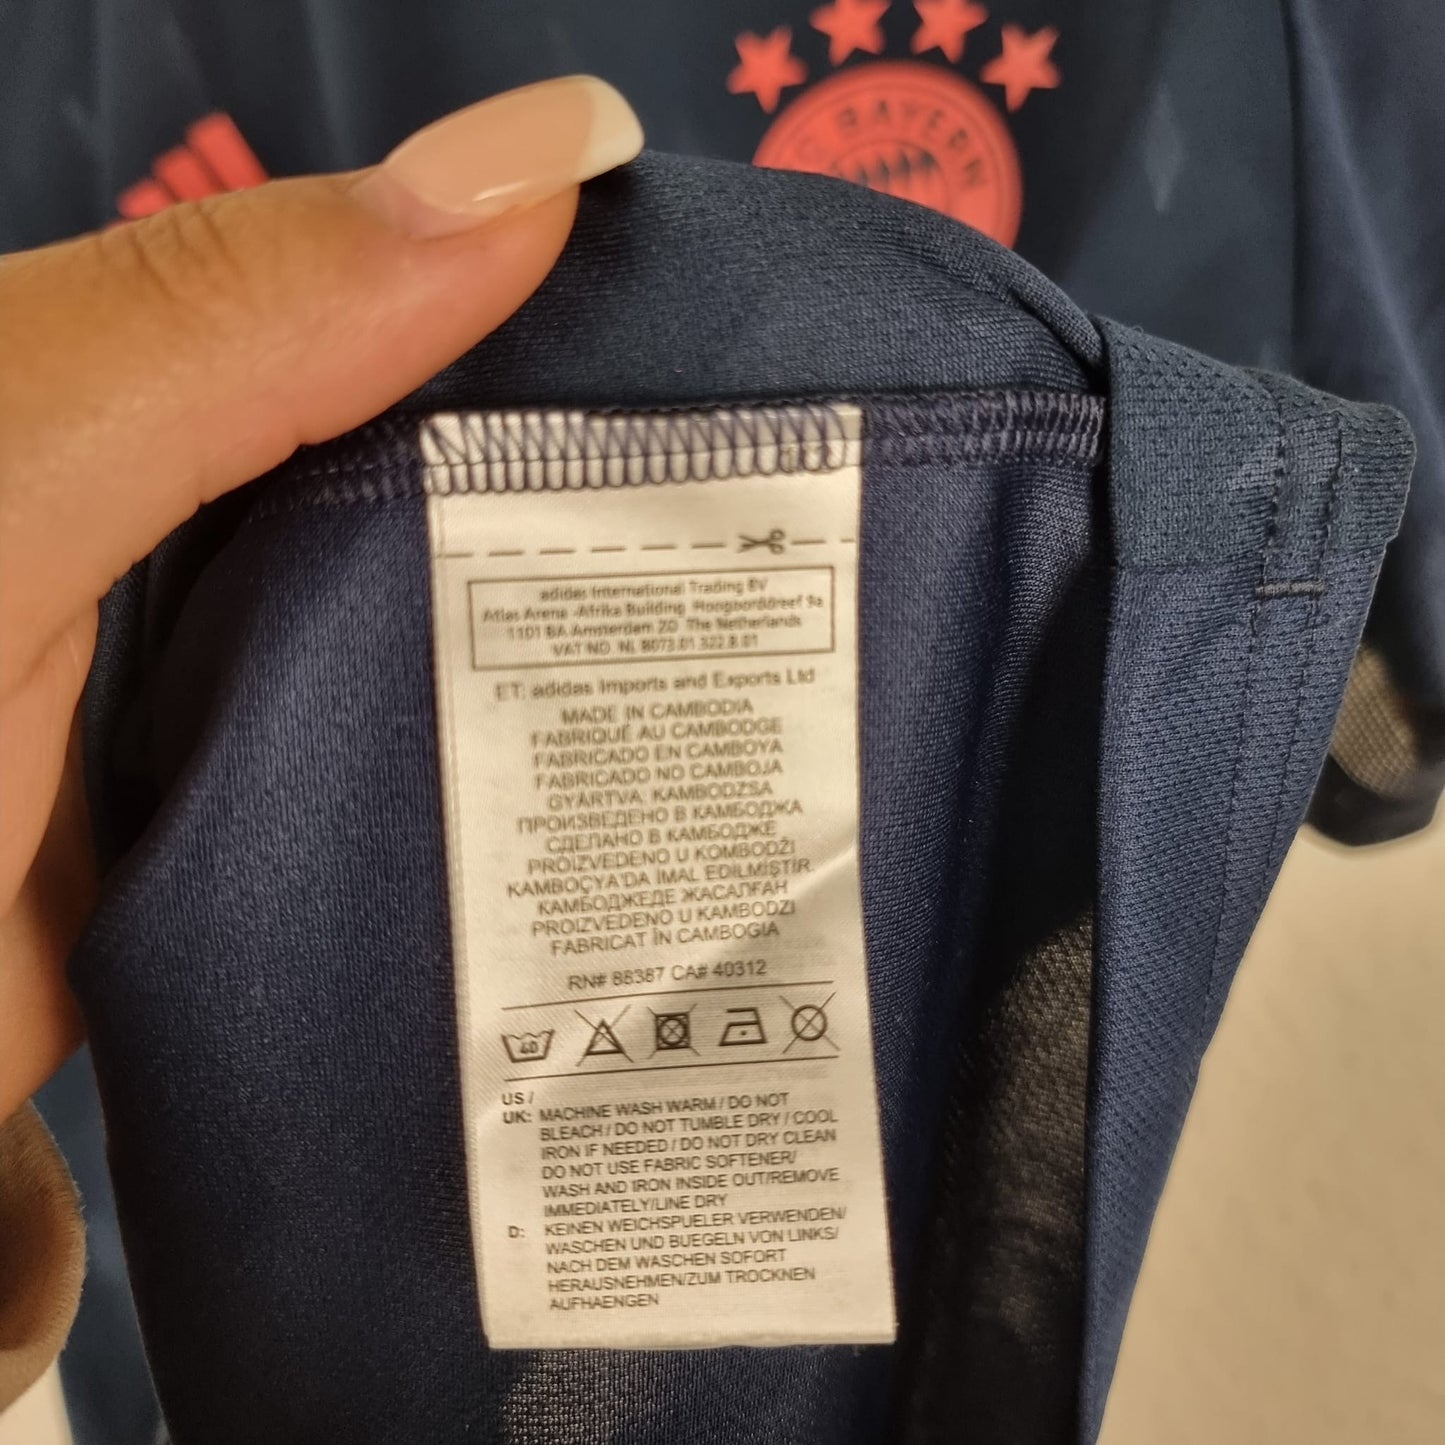 FC BAYERN
adidas International Trading BV
Atlas Arena -Afrika Building Hoogoorddreef 9a
1101 BA Amsterdam ZO The Netherlands
VAT NO NL 8073.01.322.B.01
ET: adidas Imports and Exports Ltd
MADE IN CAMBODIA
FABRIQUÉ AU CAMBODGE
FABRICADO EN CAMBOYA
FABRICADO NO CAMBOJA
GYÁRTVA: KAMBODZSA
ПРОИЗВЕДЕНО В КАМБОДЖА
СДЕЛАНО В КАМБОДЖЕ
PROIZVEDENO U KOMBODŽI
KAMBOÇYA'DA İMAL EDİLMİŞTİR.
КАМБОДЖЕДЕ ЖАСАЛҒАН
PROIZVEDENO U KAMBODZI
FABRICAT ÎN CAMBOGIA
RN# 88387 CA# 40312
40
US /
UK: MACHINE WASH WARM / DO NOT
BLEACH / DO NOT TUMBLE DRY / COOL
IRON IF NEEDED / DO NOT DRY CLEAN
DO NOT USE FABRIC SOFTENER/
WASH AND IRON INSIDE OUT/REMOVE
IMMEDIATELY/LINE DRY
D: KEINEN WEICHSPUELER VERWENDEN/
WASCHEN UND BUEGELN VON LINKS/
NACH DEM WASCHEN SOFORT
HERAUSNEHMEN/ZUM TROCKNEN
AUFHAENGEN